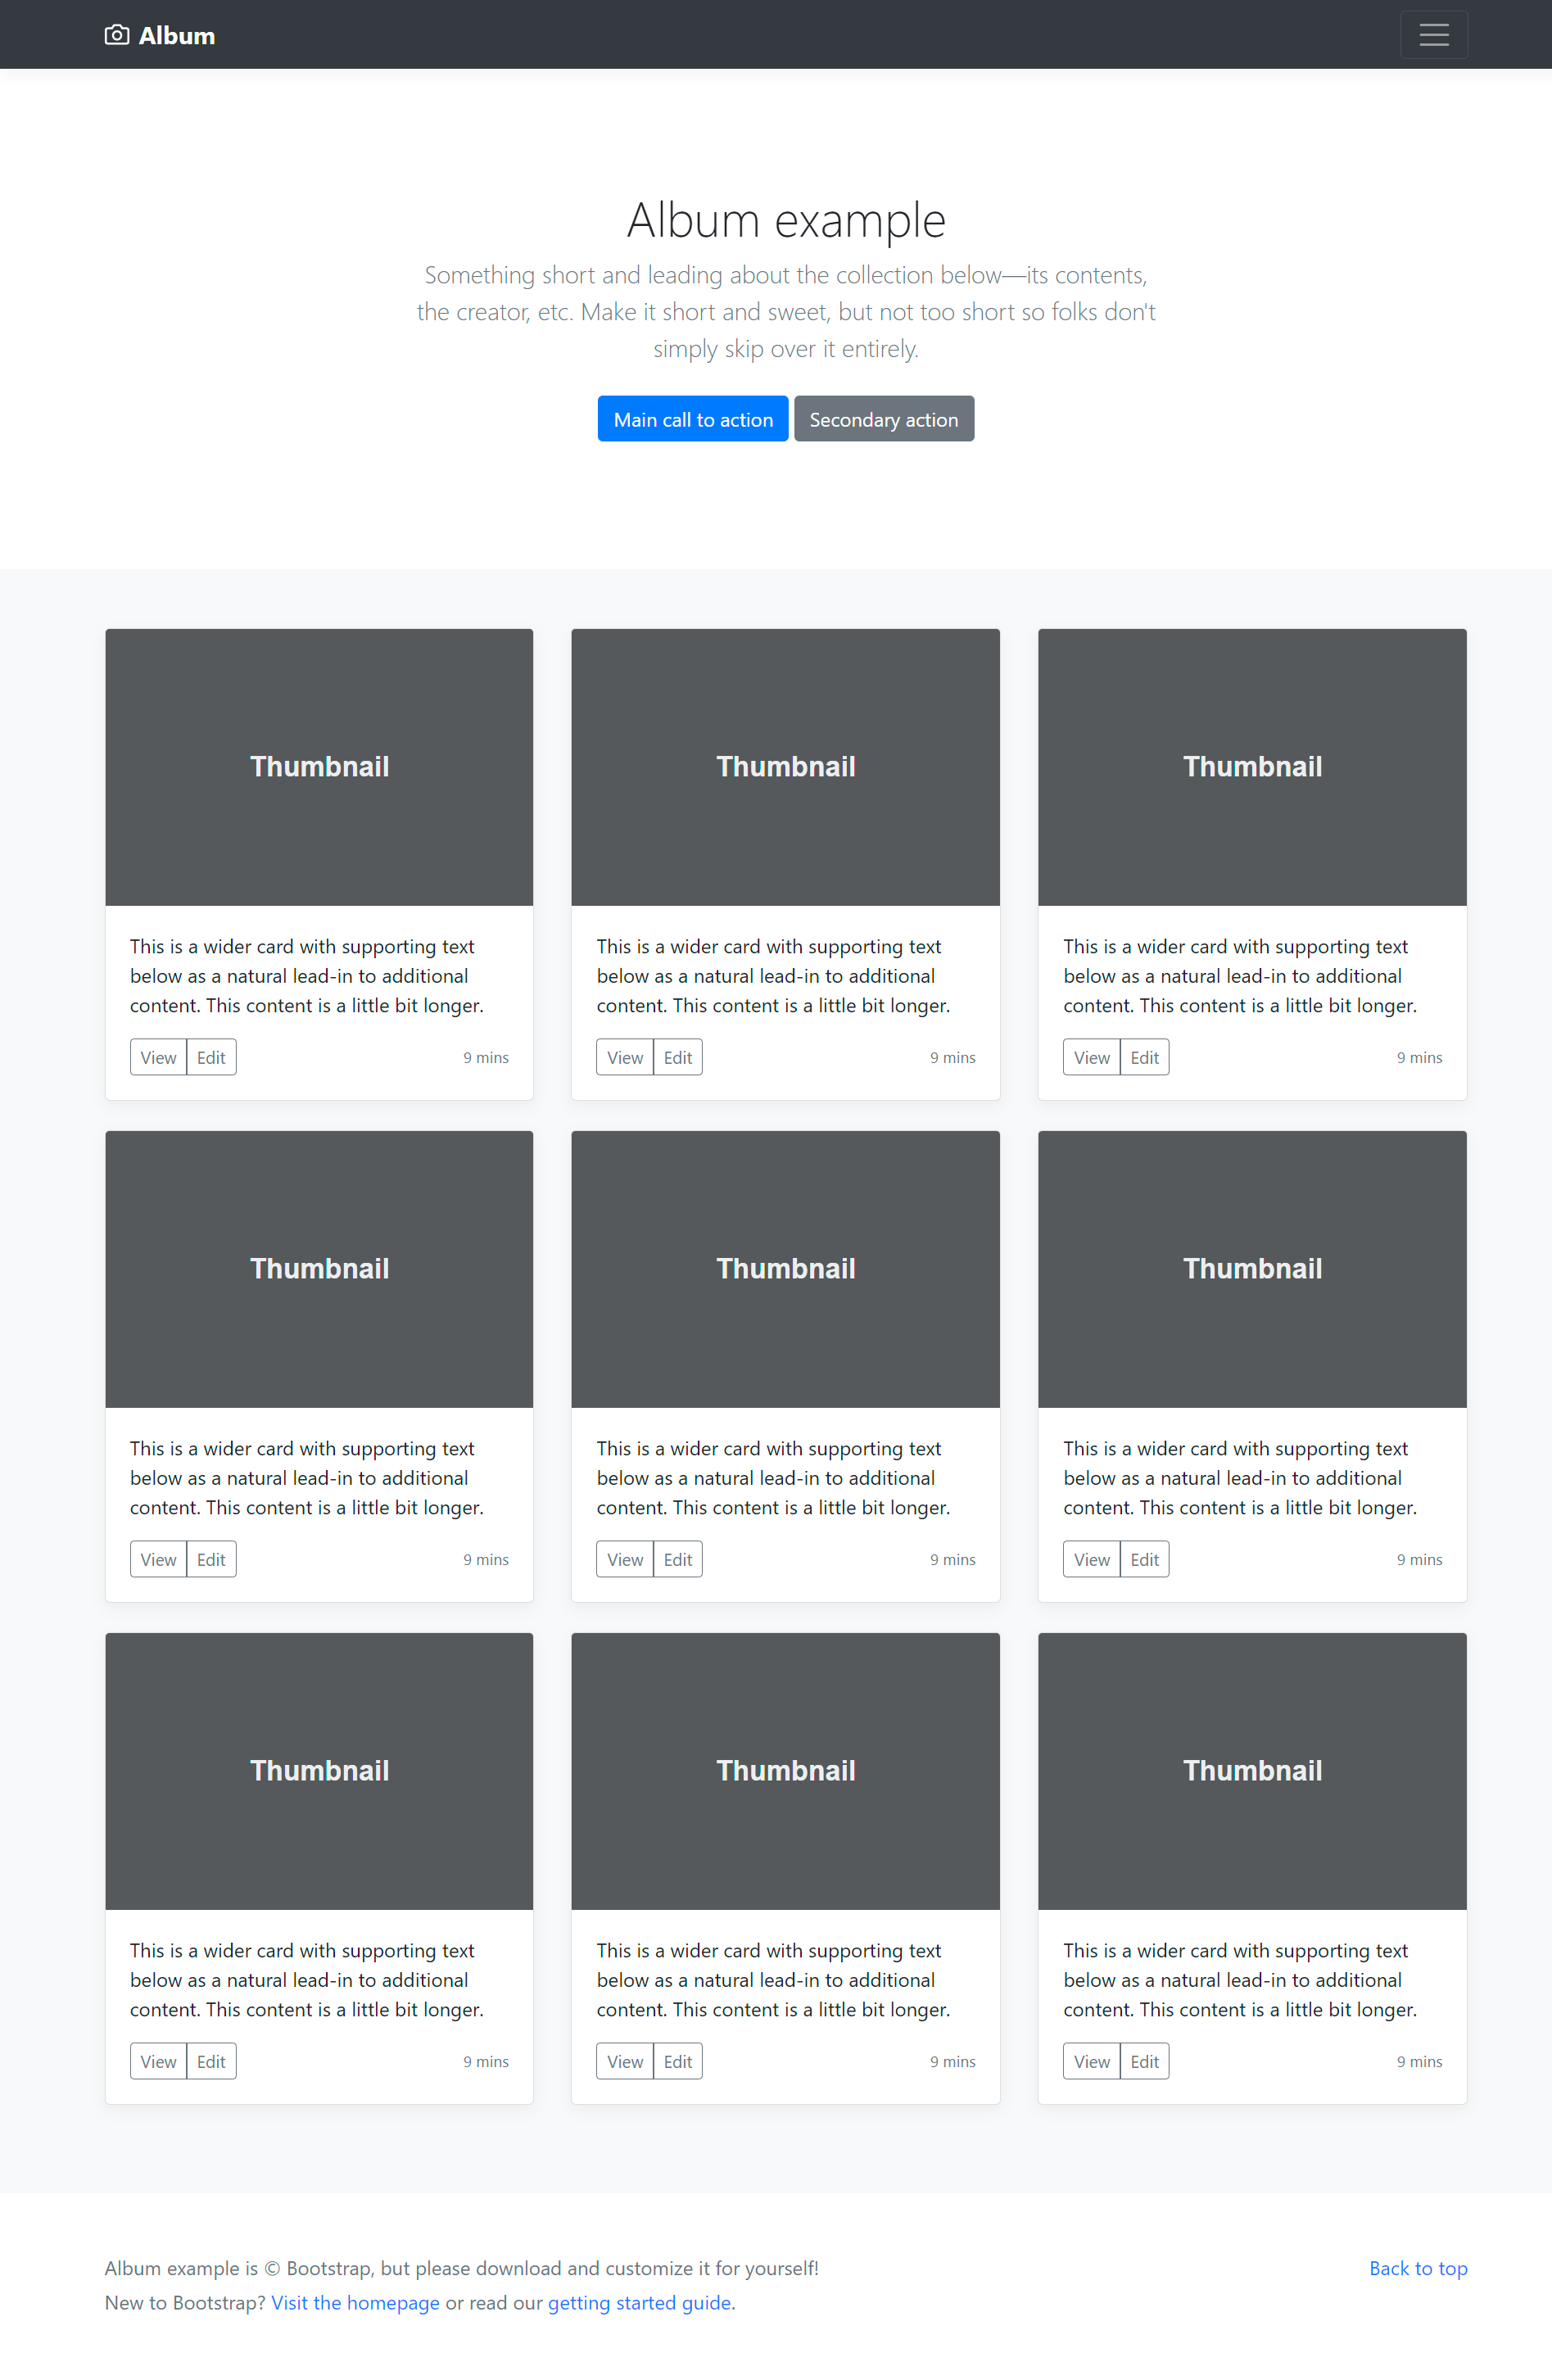 Album
Album example
Something short and leading about the collection below—its contents,
the creator, etc. Make it short and sweet, but not too short so folks don't
simply skip over it entirely.
Main call to action Secondary action
Thumbnail
This is a wider card with supporting text
below as a natural lead-in to additional
content. This content is a little bit longer.
View Edit 9 mins
Thumbnail
This is a wider card with supporting text
below as a natural lead-in to additional
content. This content is a little bit longer.
View Edit 9 mins
Thumbnail
This is a wider card with supporting text
below as a natural lead-in to additional
content. This content is a little bit longer.
View Edit 9 mins
Thumbnail
This is a wider card with supporting text
below as a natural lead-in to additional
content. This content is a little bit longer.
View Edit 9 mins
Thumbnail
This is a wider card with supporting text
below as a natural lead-in to additional
content. This content is a little bit longer.
View Edit 9 mins
Thumbnail
This is a wider card with supporting text
below as a natural lead-in to additional
content. This content is a little bit longer.
View Edit 9 mins
Thumbnail
This is a wider card with supporting text
below as a natural lead-in to additional
content. This content is a little bit longer.
View Edit 9 mins
Thumbnail
This is a wider card with supporting text
below as a natural lead-in to additional
content. This content is a little bit longer.
View Edit 9 mins
Thumbnail
This is a wider card with supporting text
below as a natural lead-in to additional
content. This content is a little bit longer.
View Edit 9 mins
Album example is © Bootstrap, but please download and customize it for yourself! Back to top
New to Bootstrap? Visit the homepage or read our getting started guide.